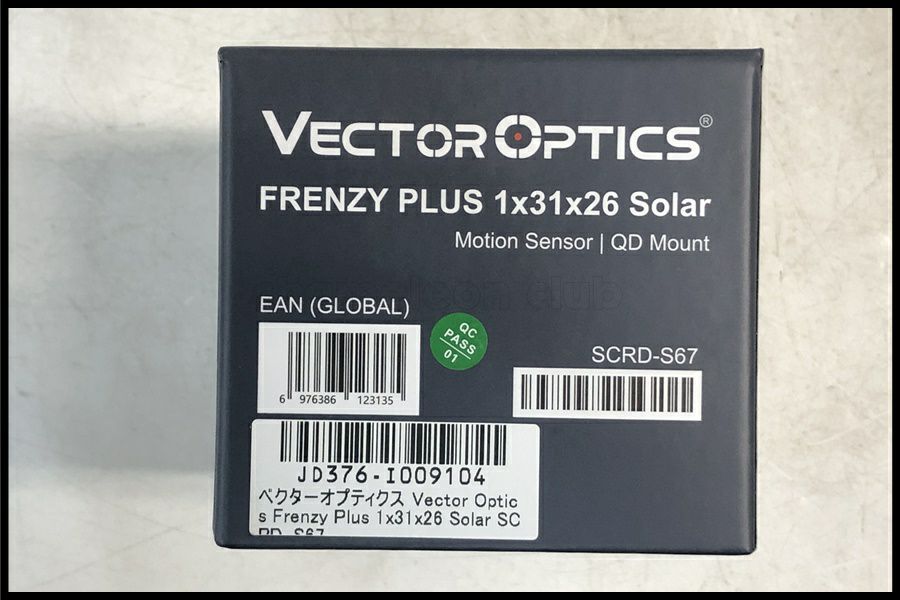 VECTOR OPTICS®
FRENZY PLUS 1x31x26 Solar
Motion Sensor | QD Mount
EAN (GLOBAL)
6 976386 123135
QC
PASS
01
SCRD-S67
JD376-I009104
ベクターオプティクス Vector Optic
s Frenzy Plus 1x31x26 Solar SC
RD-S67